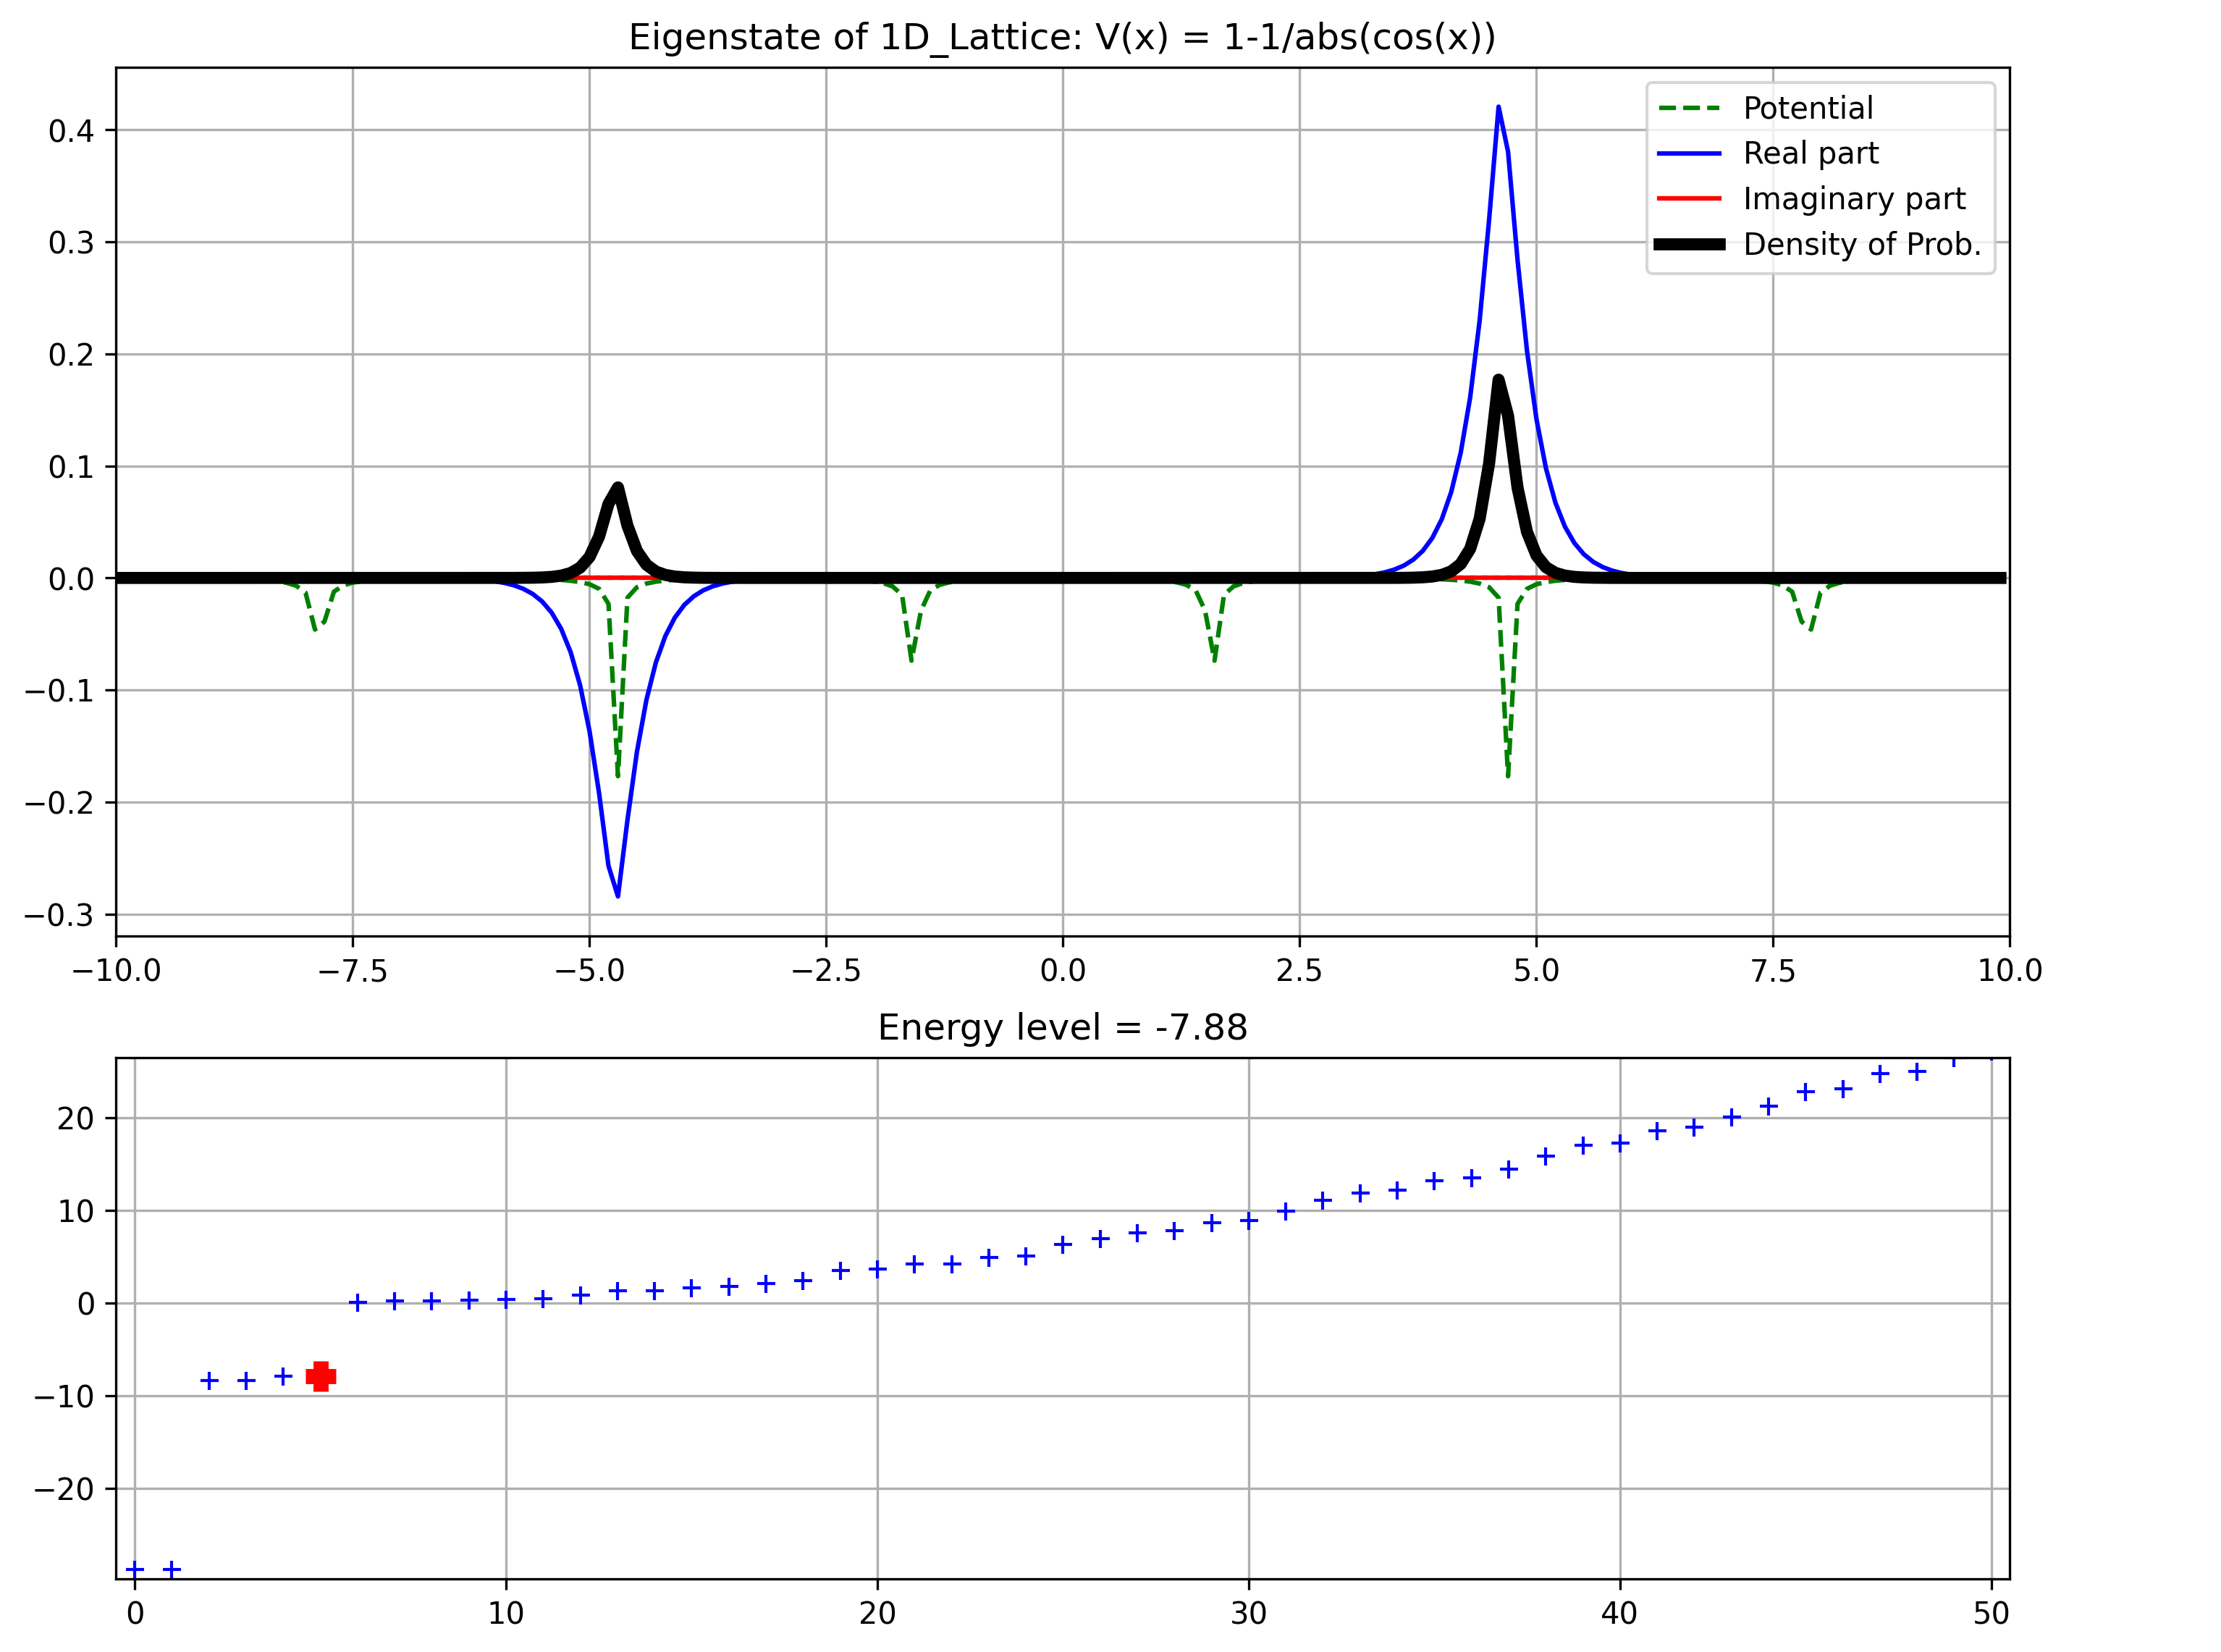 Eigenstate of 1D_Lattice: V(x) = 1-1/abs(cos(x))
Potential
Real part
Imaginary part
Density of Prob.
0.4
0.3
0.2
0.1
0.0
−0.1
−0.2
−0.3
−10.0 −7.5 −5.0 −2.5 0.0 2.5 5.0 7.5 10.0
Energy level = -7.88
20
10
0
−10
−20
0 10 20 30 40 50